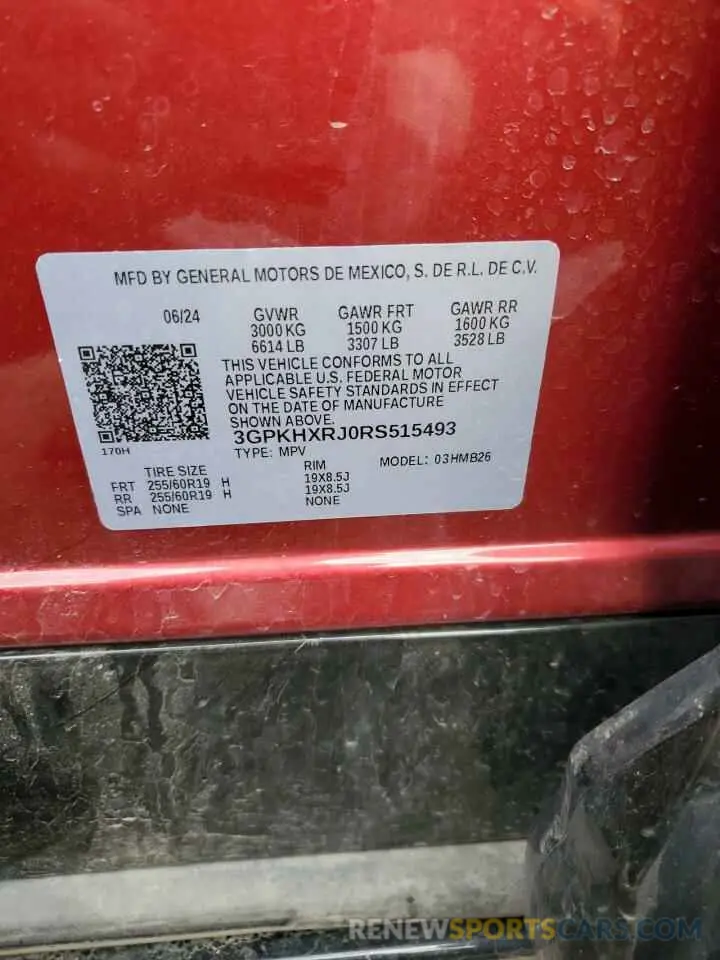 MFD BY GENERAL MOTORS DE MEXICO, S. DE R.L. DE C.V.
06/24 GVWR GAWR FRT GAWR RR
3000 KG 1500 KG 1600 KG
6614 LB 3307 LB 3528 LB
THIS VEHICLE CONFORMS TO ALL
APPLICABLE U.S. FEDERAL MOTOR
VEHICLE SAFETY STANDARDS IN EFFECT
ON THE DATE OF MANUFACTURE
SHOWN ABOVE.
3GPKHXRJ0RS515493
170H
TYPE: MPV MODEL: 03HMB26
TIRE SIZE RIM
FRT 255/60R19 H 19X8.5J
RR 255/60R19 H 19X8.5J
SPA NONE NONE
RENEWSPORTSCARS.COM